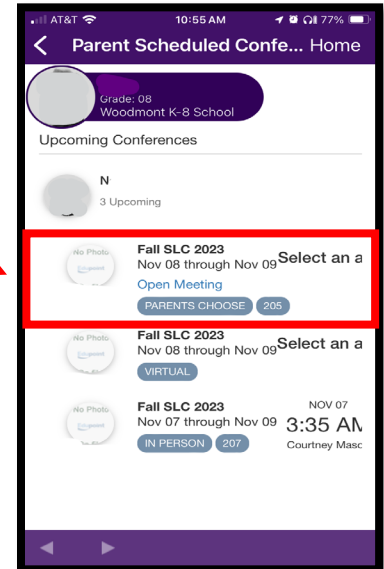 AT&T 10:55 AM 77%
Parent Scheduled Confe... Home
Grade: 08
Woodmont K-8 School
Upcoming Conferences
N
3 Upcoming
No Photo
Fall SLC 2023
Nov 08 through Nov 09 Select an a
Open Meeting
PARENTS CHOOSE 205
No Photo
Fall SLC 2023
Nov 08 through Nov 09 Select an a
VIRTUAL
No Photo
Fall SLC 2023 NOV 07
Nov 07 through Nov 09 3:35 AM
IN PERSON 207 Courtney Masc